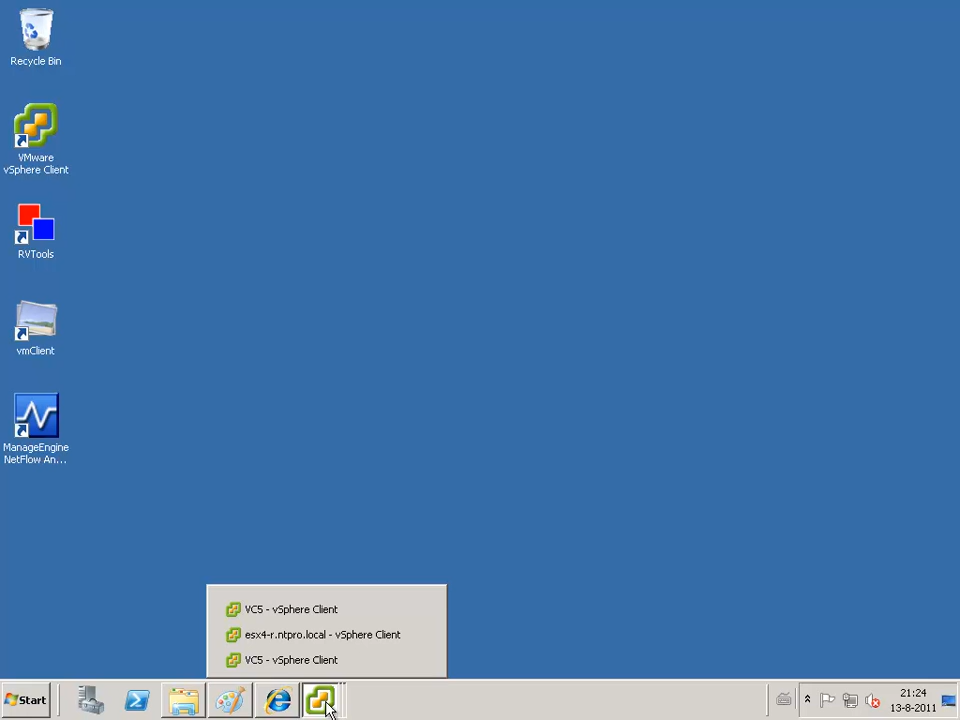 Recycle Bin
VMware
vSphere Client
RVTools
vmClient
ManageEngine
NetFlow An...
VC5 - vSphere Client
esx4-r.ntpro.local - vSphere Client
VC5 - vSphere Client
Start
21:24
13-8-2011